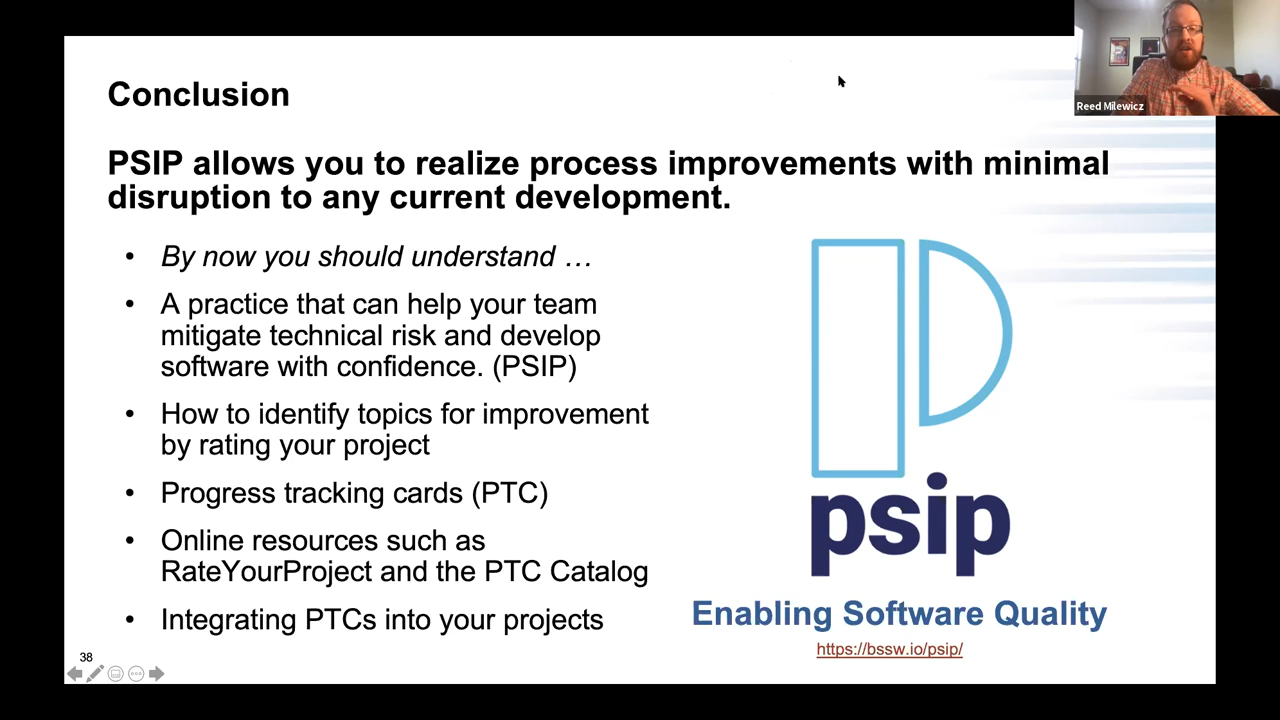 Conclusion
PSIP allows you to realize process improvements with minimal
disruption to any current development.
• By now you should understand …
• A practice that can help your team
mitigate technical risk and develop
software with confidence. (PSIP)
• How to identify topics for improvement
by rating your project
• Progress tracking cards (PTC)
• Online resources such as
RateYourProject and the PTC Catalog
• Integrating PTCs into your projects
psip
Enabling Software Quality
https://bssw.io/psip/
38
Reed Milewicz